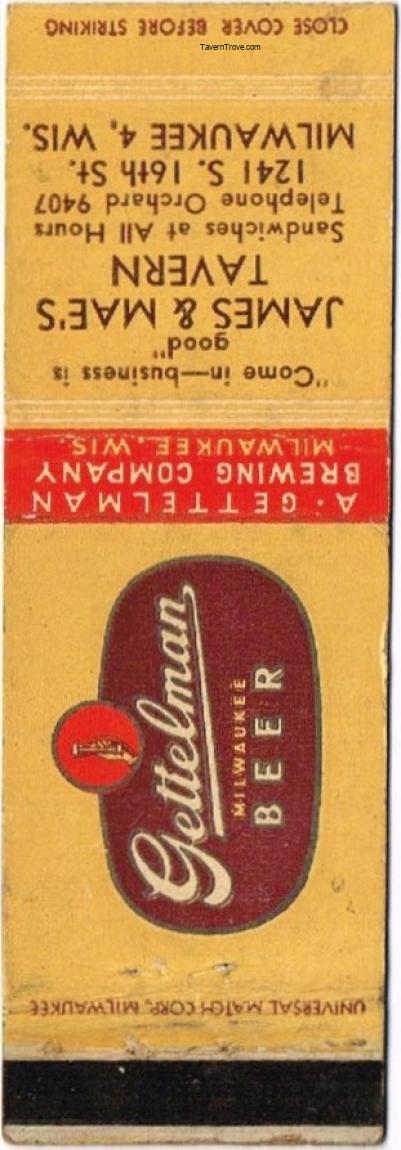 TavernTrove.com
UNIVERSAL MATCH CORP., MILWAUKEE
Gettelman
MILWAUKEE
BEER
A·GETTELMAN
BREWING COMPANY
MILWAUKEE, WIS.
"Come in—business is
good"
JAMES & MAE'S
TAVERN
Sandwiches at All Hours
Telephone Orchard 9407
1241 S. 16th St.
MILWAUKEE 4, WIS.
CLOSE COVER BEFORE STRIKING